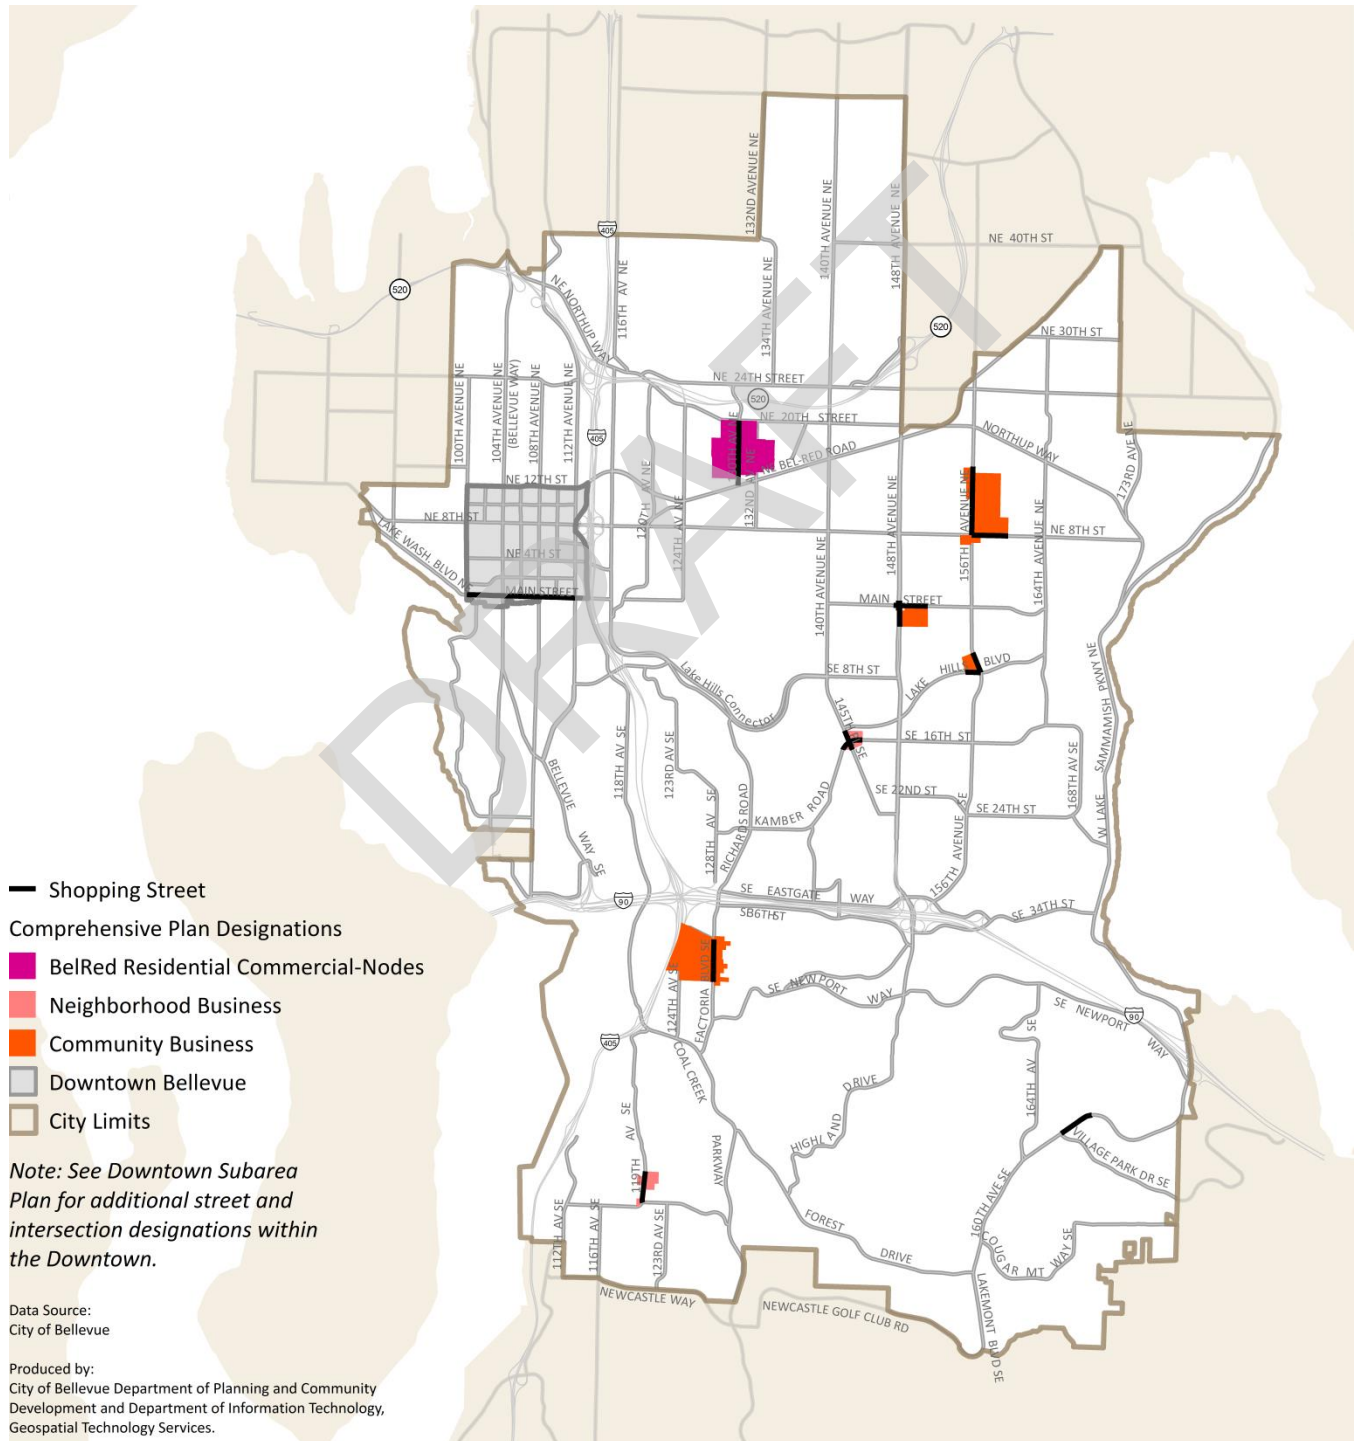 132ND AVENUE NE
140TH AVENUE NE
148TH AVENUE NE
NE 40TH ST
405
520
NE NORTHUP WAY
116TH AV NE
134TH AVENUE NE
520
NE 30TH ST
100TH AVENUE NE
104TH AVENUE NE
(BELLEVUE WAY)
108TH AVENUE NE
112TH AVENUE NE
NE 24TH STREET
520
NE 20TH STREET
NORTHUP WAY
405
NE BEL-RED ROAD
173RD AVE NE
NE 12TH ST
132ND AV NE
NE 8TH ST
124TH AV NE
148TH AVENUE NE
156TH AVENUE NE
164TH AVENUE NE
NE 8TH ST
LAKE WASH. BLVD NE
NE 4TH ST
MAIN STREET
140TH AVENUE NE
MAIN STREET
DRAFT
Lake Hills Connector
SE 8TH ST
LAKE HILLS BLVD
W LAKE SAMMAMISH PKWY NE
145TH PL SE
SE 16TH ST
118TH AV SE
123RD AV SE
BELLEVUE WAY SE
128TH AV SE
RICHARDS ROAD
KAMBER ROAD
SE 22ND ST
156TH AVENUE SE
SE 24TH ST
168TH AV SE
90
SE EASTGATE WAY
SE 34TH ST
124TH AV SE
FACTORIA BLVD SE
SE NEWPORT WAY
SE NEWPORT WAY
90
405
COAL CREEK PARKWAY
HIGHLAND DRIVE
164TH AV SE
VILLAGE PARK DR SE
119TH AV SE
160TH AVE SE
112TH AV SE
116TH AV SE
123RD AV SE
FOREST DRIVE
COUGAR MT WAY SE
NEWCASTLE WAY
NEWCASTLE GOLF CLUB RD
LAKEMONT BLVD SE
Shopping Street
Comprehensive Plan Designations
BelRed Residential Commercial-Nodes
Neighborhood Business
Community Business
Downtown Bellevue
City Limits
Note: See Downtown Subarea
Plan for additional street and
intersection designations within
the Downtown.
Data Source:
City of Bellevue
Produced by:
City of Bellevue Department of Planning and Community
Development and Department of Information Technology,
Geospatial Technology Services.